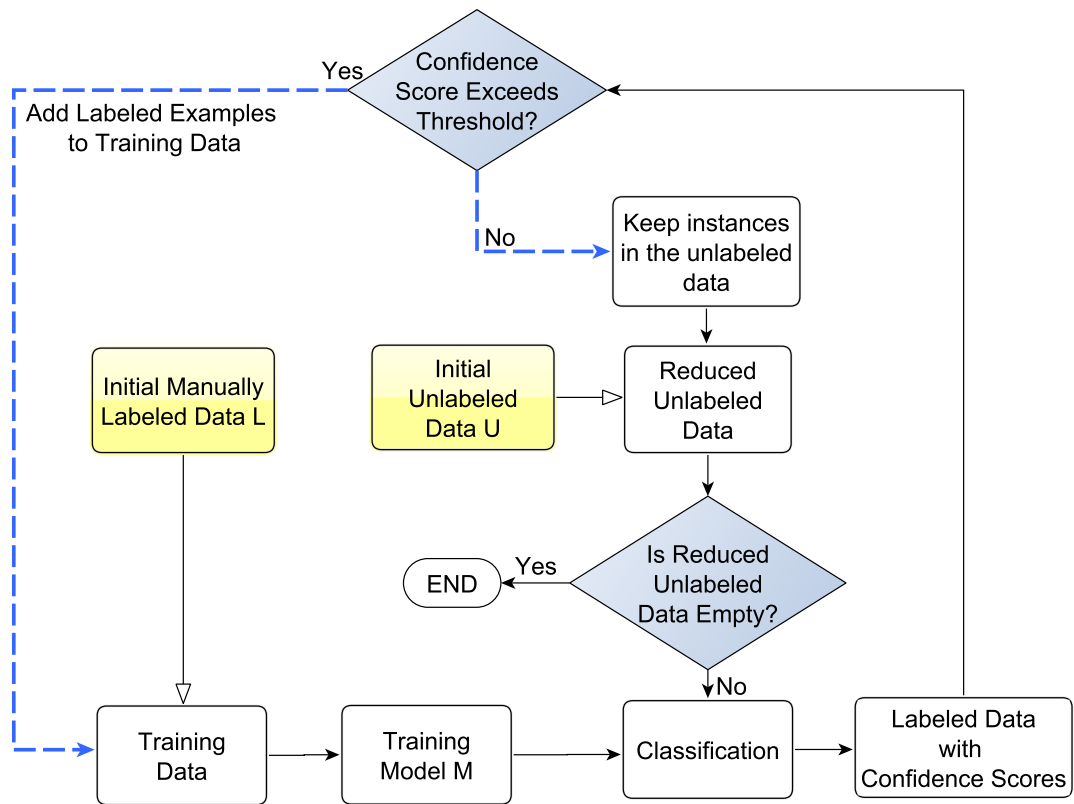 Confidence
Score Exceeds
Threshold?
Yes
Add Labeled Examples
to Training Data
No
Keep instances
in the unlabeled
data
Initial Manually
Labeled Data L
Initial
Unlabeled
Data U
Reduced
Unlabeled
Data
Is Reduced
Unlabeled
Data Empty?
Yes
END
No
Training
Data
Training
Model M
Classification
Labeled Data
with
Confidence Scores